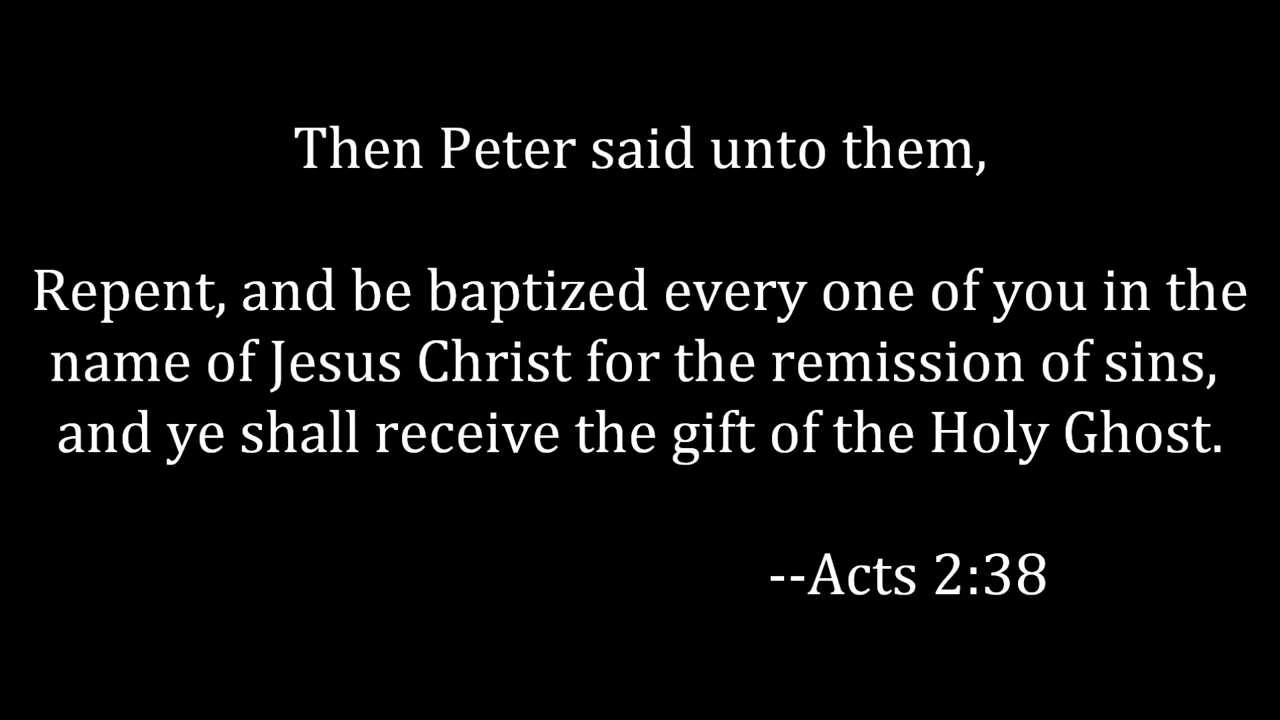 Then Peter said unto them,
Repent, and be baptized every one of you in the
name of Jesus Christ for the remission of sins,
and ye shall receive the gift of the Holy Ghost.
--Acts 2:38